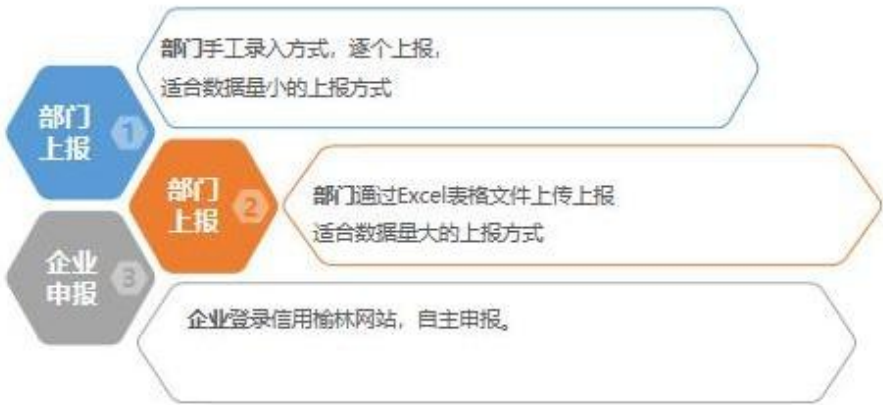 部门手工录入方式，逐个上报，
适合数据量小的上报方式
部门
上报
1
部门
上报
2
部门通过Excel表格文件上传上报
适合数据量大的上报方式
企业
申报
3
企业登录信用榆林网站，自主申报。